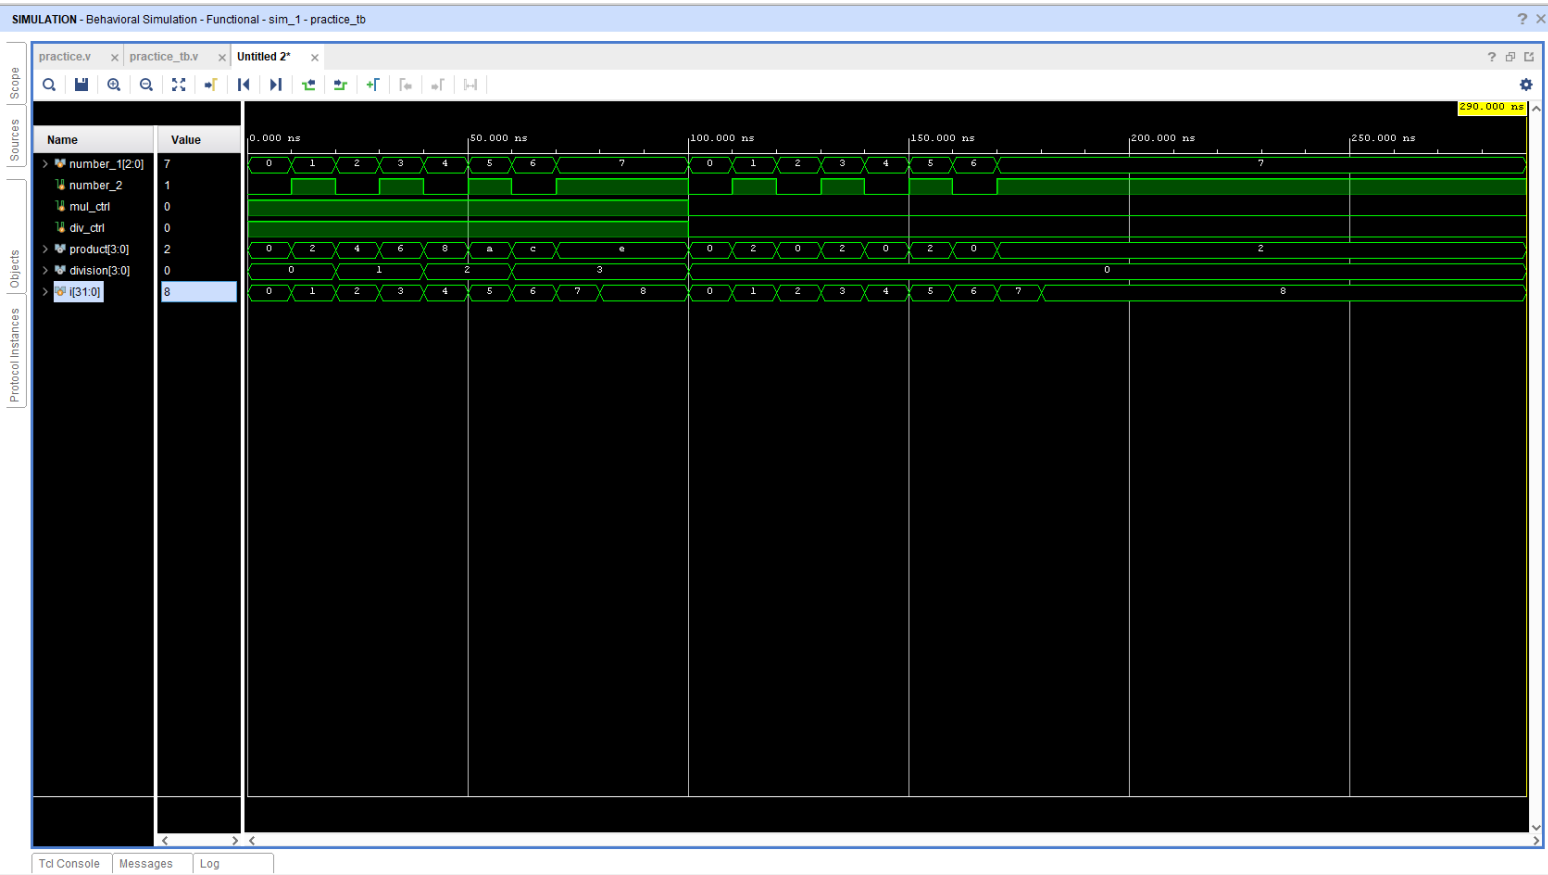 SIMULATION - Behavioral Simulation - Functional - sim_1 - practice_tb
Scope
Sources
Objects
Protocol Instances
practice.v practice_tb.v Untitled 2*
290.000 ns
Name Value
0.000 ns 50.000 ns 100.000 ns 150.000 ns 200.000 ns 250.000 ns
number_1[2:0] 7 0 1 2 3 4 5 6 7 0 1 2 3 4 5 6 7
number_2 1
mul_ctrl 0
div_ctrl 0
product[3:0] 2 0 2 4 6 8 a c e 0 2 0 2 0 2 0 2
division[3:0] 0 0 1 2 3 0
i[31:0] 8 0 1 2 3 4 5 6 7 8 0 1 2 3 4 5 6 7 8
Tcl Console Messages Log